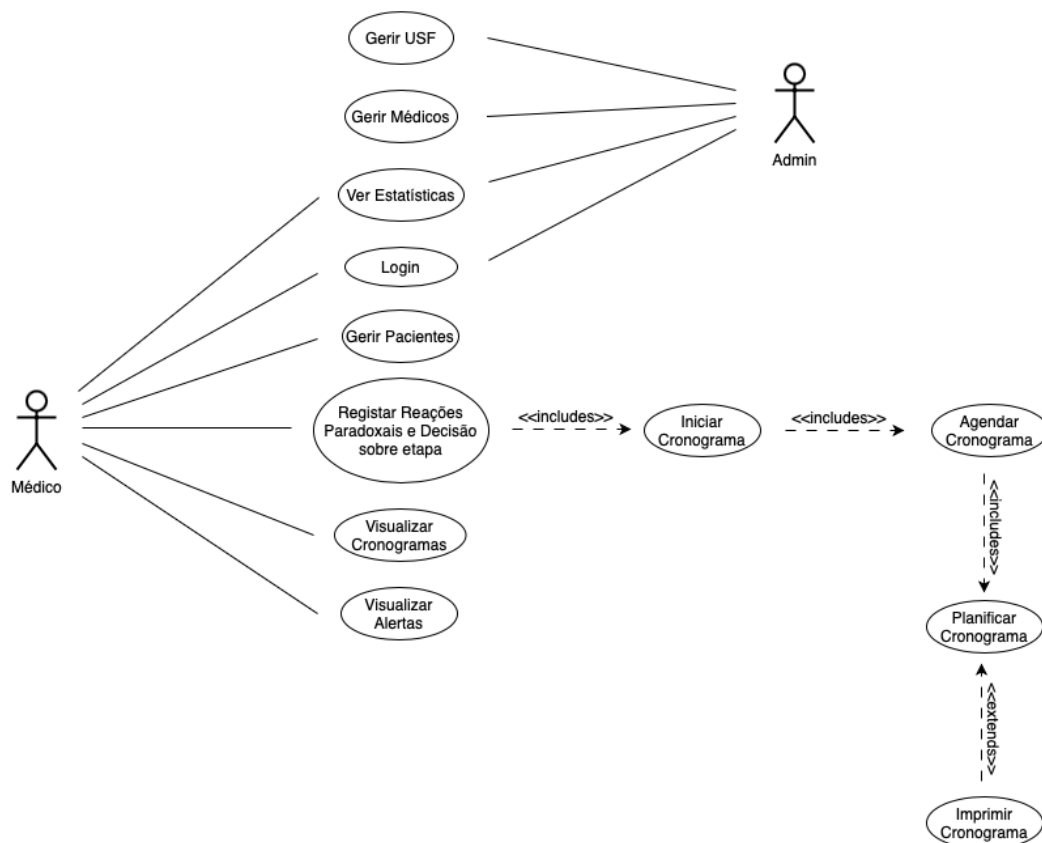 Gerir USF
Admin
Gerir Médicos
Ver Estatísticas
Login
Gerir Pacientes
Médico
Registar Reações
Paradoxais e Decisão
sobre etapa
<<includes>>
Iniciar
Cronograma
<<includes>>
Agendar
Cronograma
<<includes>>
Visualizar
Cronogramas
Visualizar
Alertas
Planificar
Cronograma
<<extends>>
Imprimir
Cronograma